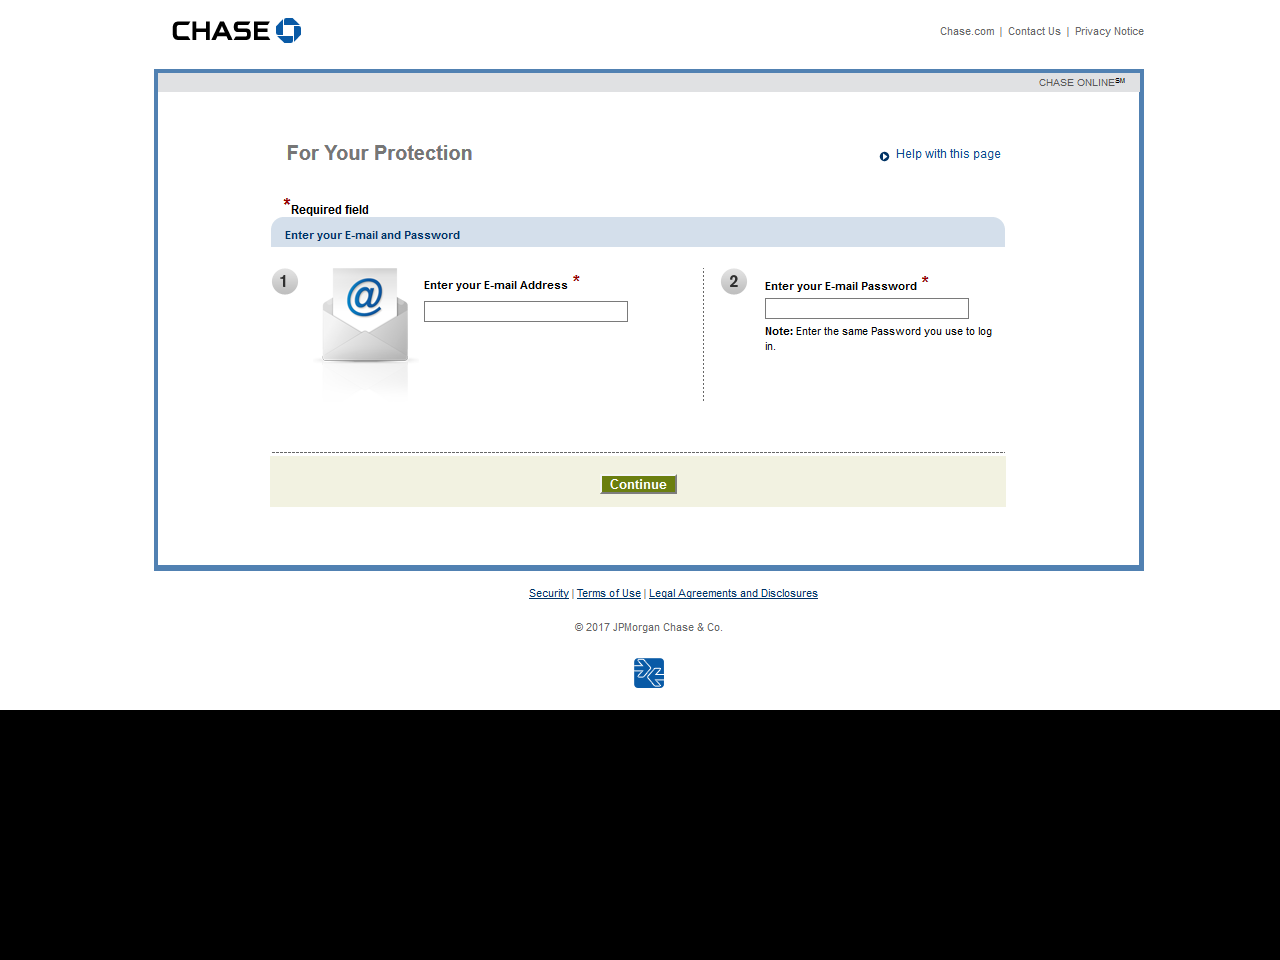 CHASE
Chase.com | Contact Us | Privacy Notice
CHASE ONLINE℠
For Your Protection
Help with this page
*Required field
Enter your E-mail and Password
1
@
Enter your E-mail Address *
2
Enter your E-mail Password *
Note: Enter the same Password you use to log
in.
Continue
Security | Terms of Use | Legal Agreements and Disclosures
© 2017 JPMorgan Chase & Co.